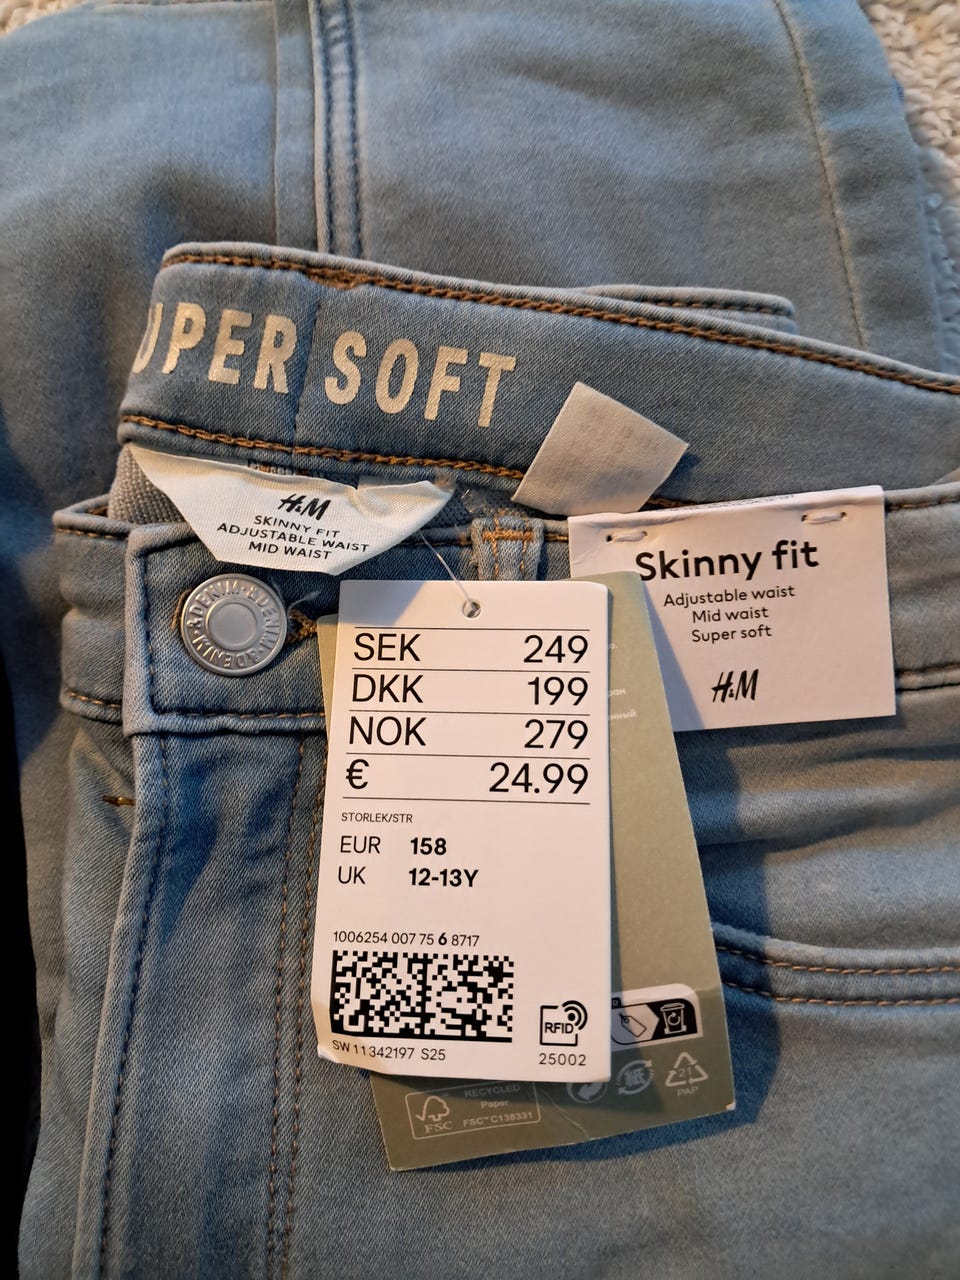 UPER SOFT
H&M
SKINNY FIT
ADJUSTABLE WAIST
MID WAIST
Skinny fit
Adjustable waist
Mid waist
Super soft
H&M
&DENIM·&DENIM·&DENIM·
SEK 249
DKK 199
NOK 279
€ 24.99
STORLEK/STR
EUR 158
UK 12-13Y
1006254 007 75 6 8717
SW 11342197 S25
RFID
25002
FSC
RECYCLED
Paper
FSC™ C138331
21
PAP